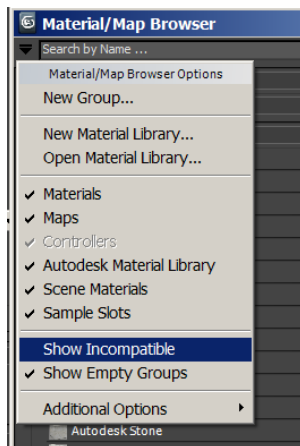 Material/Map Browser
Search by Name ...
Material/Map Browser Options
New Group...
New Material Library...
Open Material Library...
Materials
Maps
Controllers
Autodesk Material Library
Scene Materials
Sample Slots
Show Incompatible
Show Empty Groups
Additional Options
Autodesk Stone